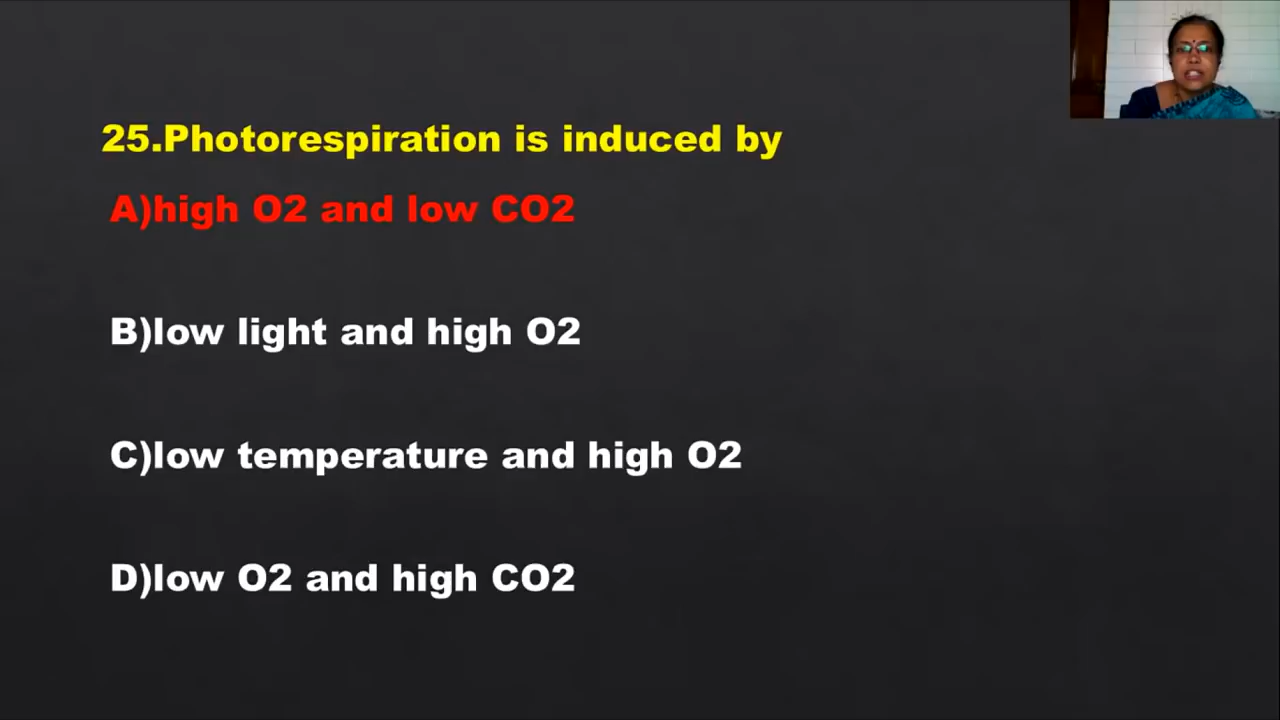 25.Photorespiration is induced by
A)high O2 and low CO2
B)low light and high O2
C)low temperature and high O2
D)low O2 and high CO2